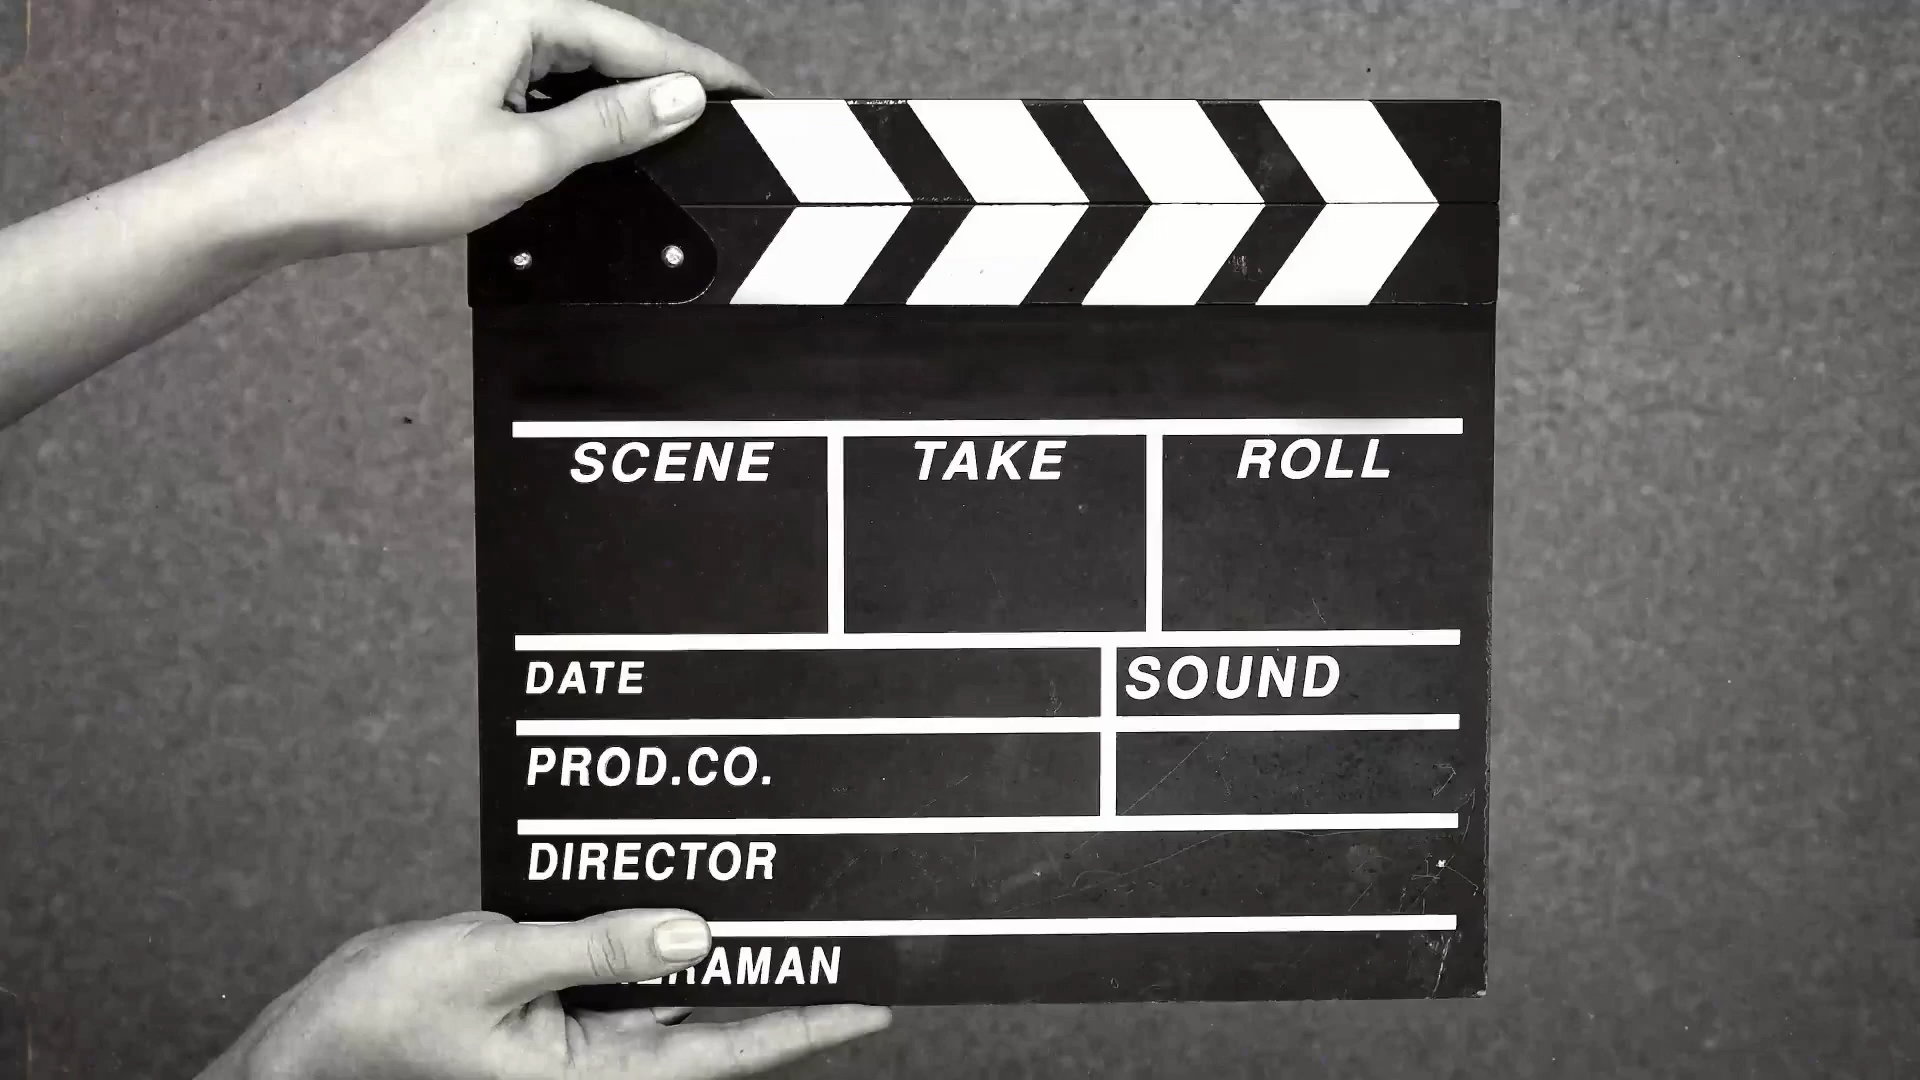 SCENE TAKE ROLL
DATE SOUND
PROD.CO.
DIRECTOR